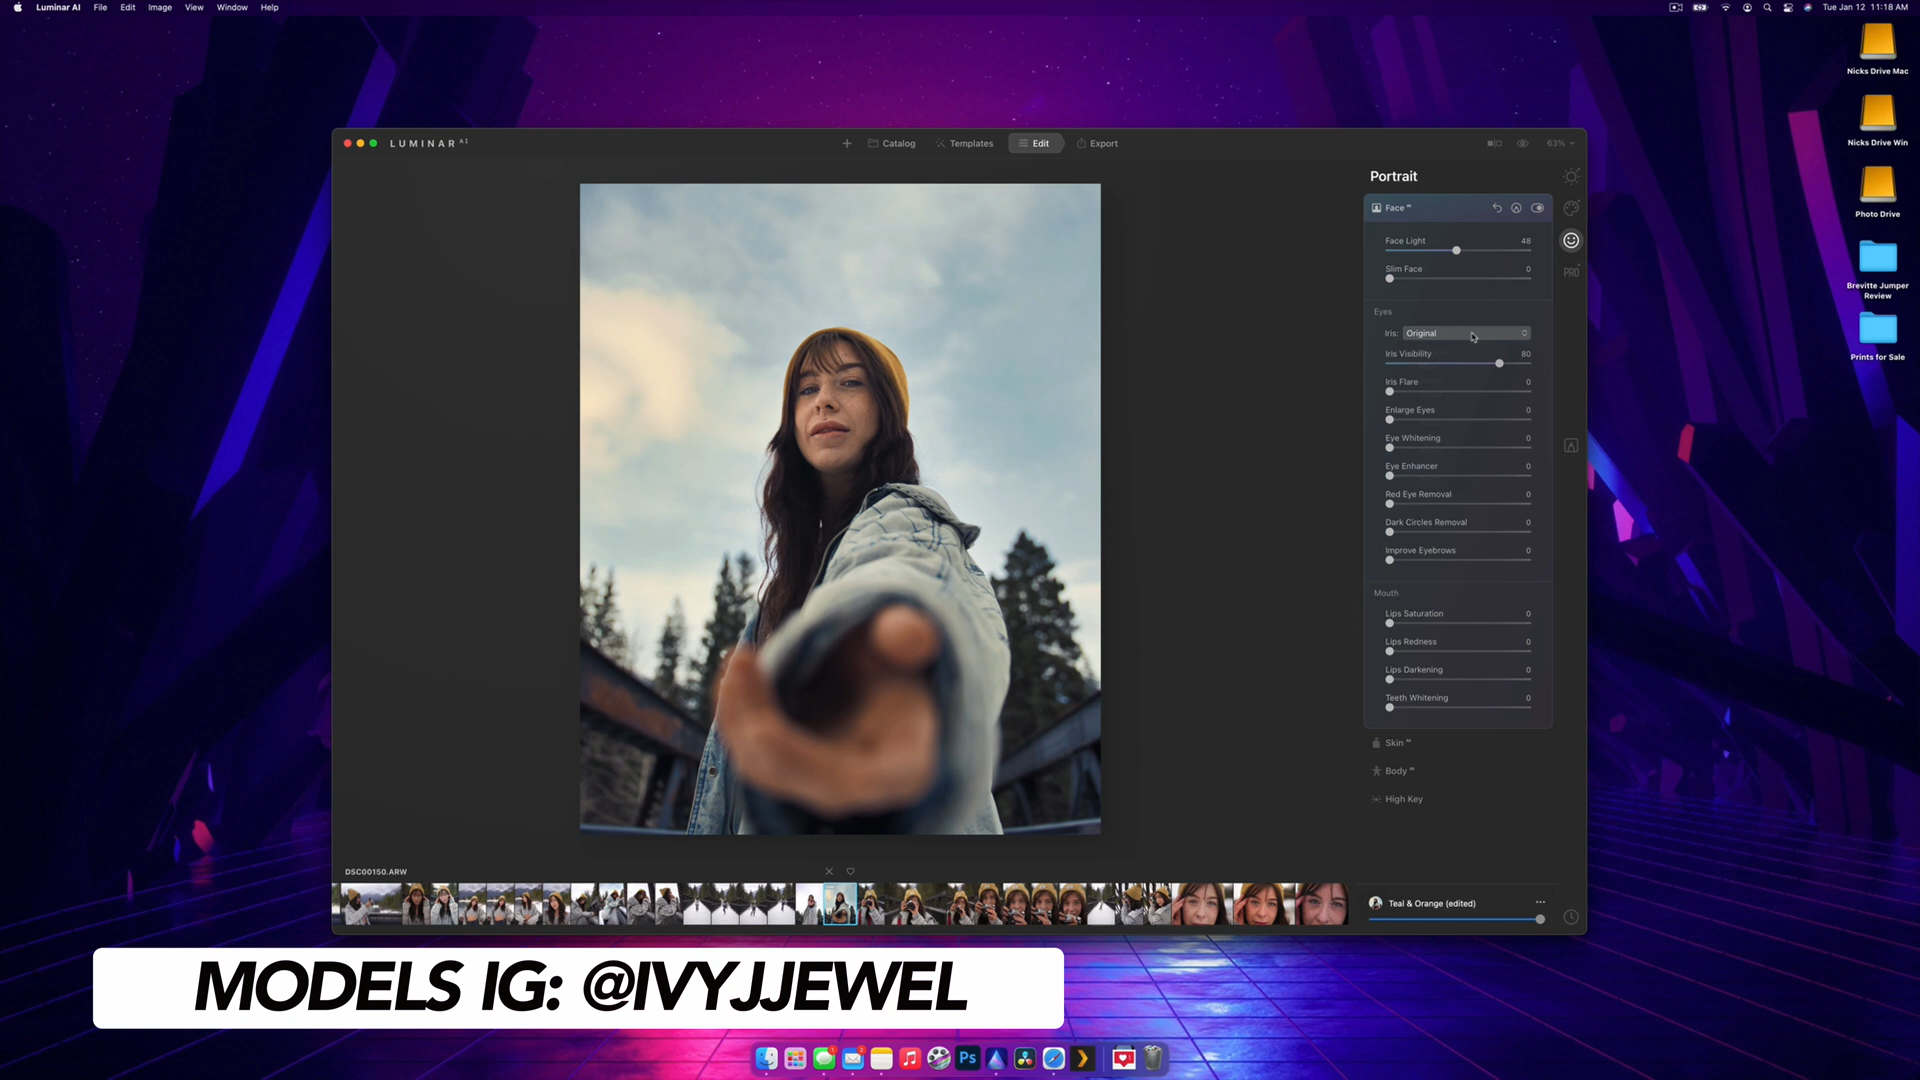 Luminar AI File Edit Image View Window Help
Tue Jan 12 11:18 AM
Nicks Drive Mac
Nicks Drive Win
Photo Drive
Brevitte Jumper
Review
Prints for Sale
LUMINAR AI
Catalog Templates Edit Export
63%
Portrait
Face AI
Face Light 48
Slim Face 0
PRO
Eyes
Iris: Original
Iris Visibility 80
Iris Flare 0
Enlarge Eyes 0
Eye Whitening 0
Eye Enhancer 0
Red Eye Removal 0
Dark Circles Removal 0
Improve Eyebrows 0
Mouth
Lips Saturation 0
Lips Redness 0
Lips Darkening 0
Teeth Whitening 0
Skin AI
Body AI
High Key
DSC00150.ARW
Teal & Orange (edited)
MODELS IG: @IVYJJEWEL
Ps